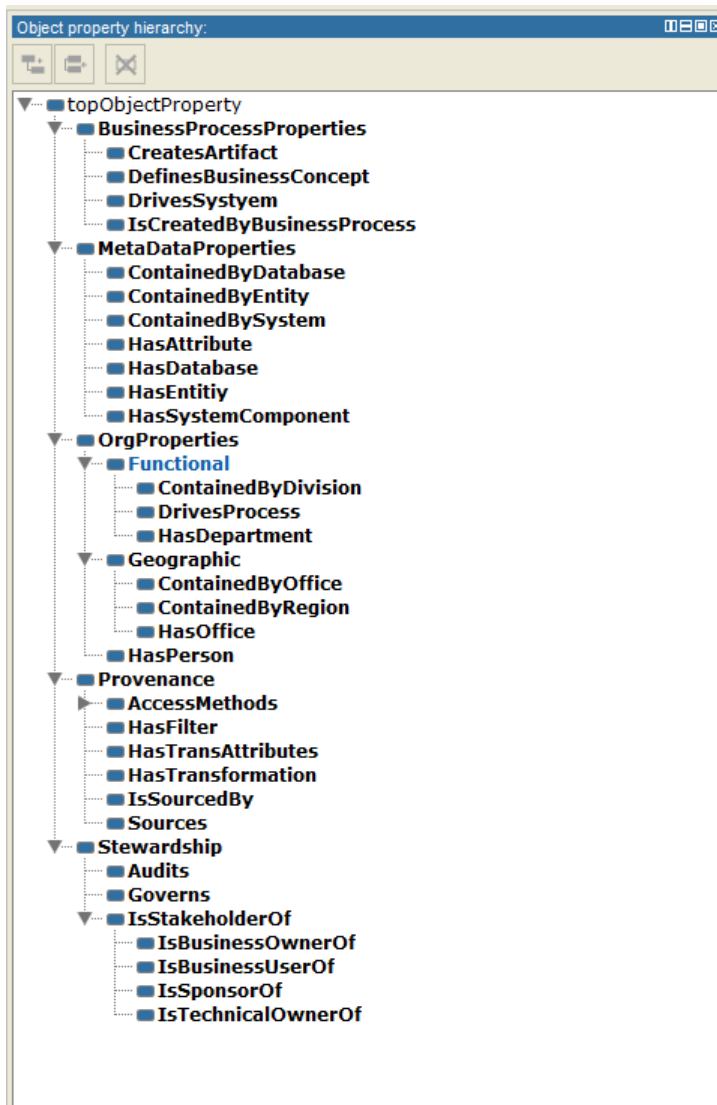 Object property hierarchy:
topObjectProperty
BusinessProcessProperties
CreatesArtifact
DefinesBusinessConcept
DrivesSystyem
IsCreatedByBusinessProcess
MetaDataProperties
ContainedByDatabase
ContainedByEntity
ContainedBySystem
HasAttribute
HasDatabase
HasEntitiy
HasSystemComponent
OrgProperties
Functional
ContainedByDivision
DrivesProcess
HasDepartment
Geographic
ContainedByOffice
ContainedByRegion
HasOffice
HasPerson
Provenance
AccessMethods
HasFilter
HasTransAttributes
HasTransformation
IsSourcedBy
Sources
Stewardship
Audits
Governs
IsStakeholderOf
IsBusinessOwnerOf
IsBusinessUserOf
IsSponsorOf
IsTechnicalOwnerOf